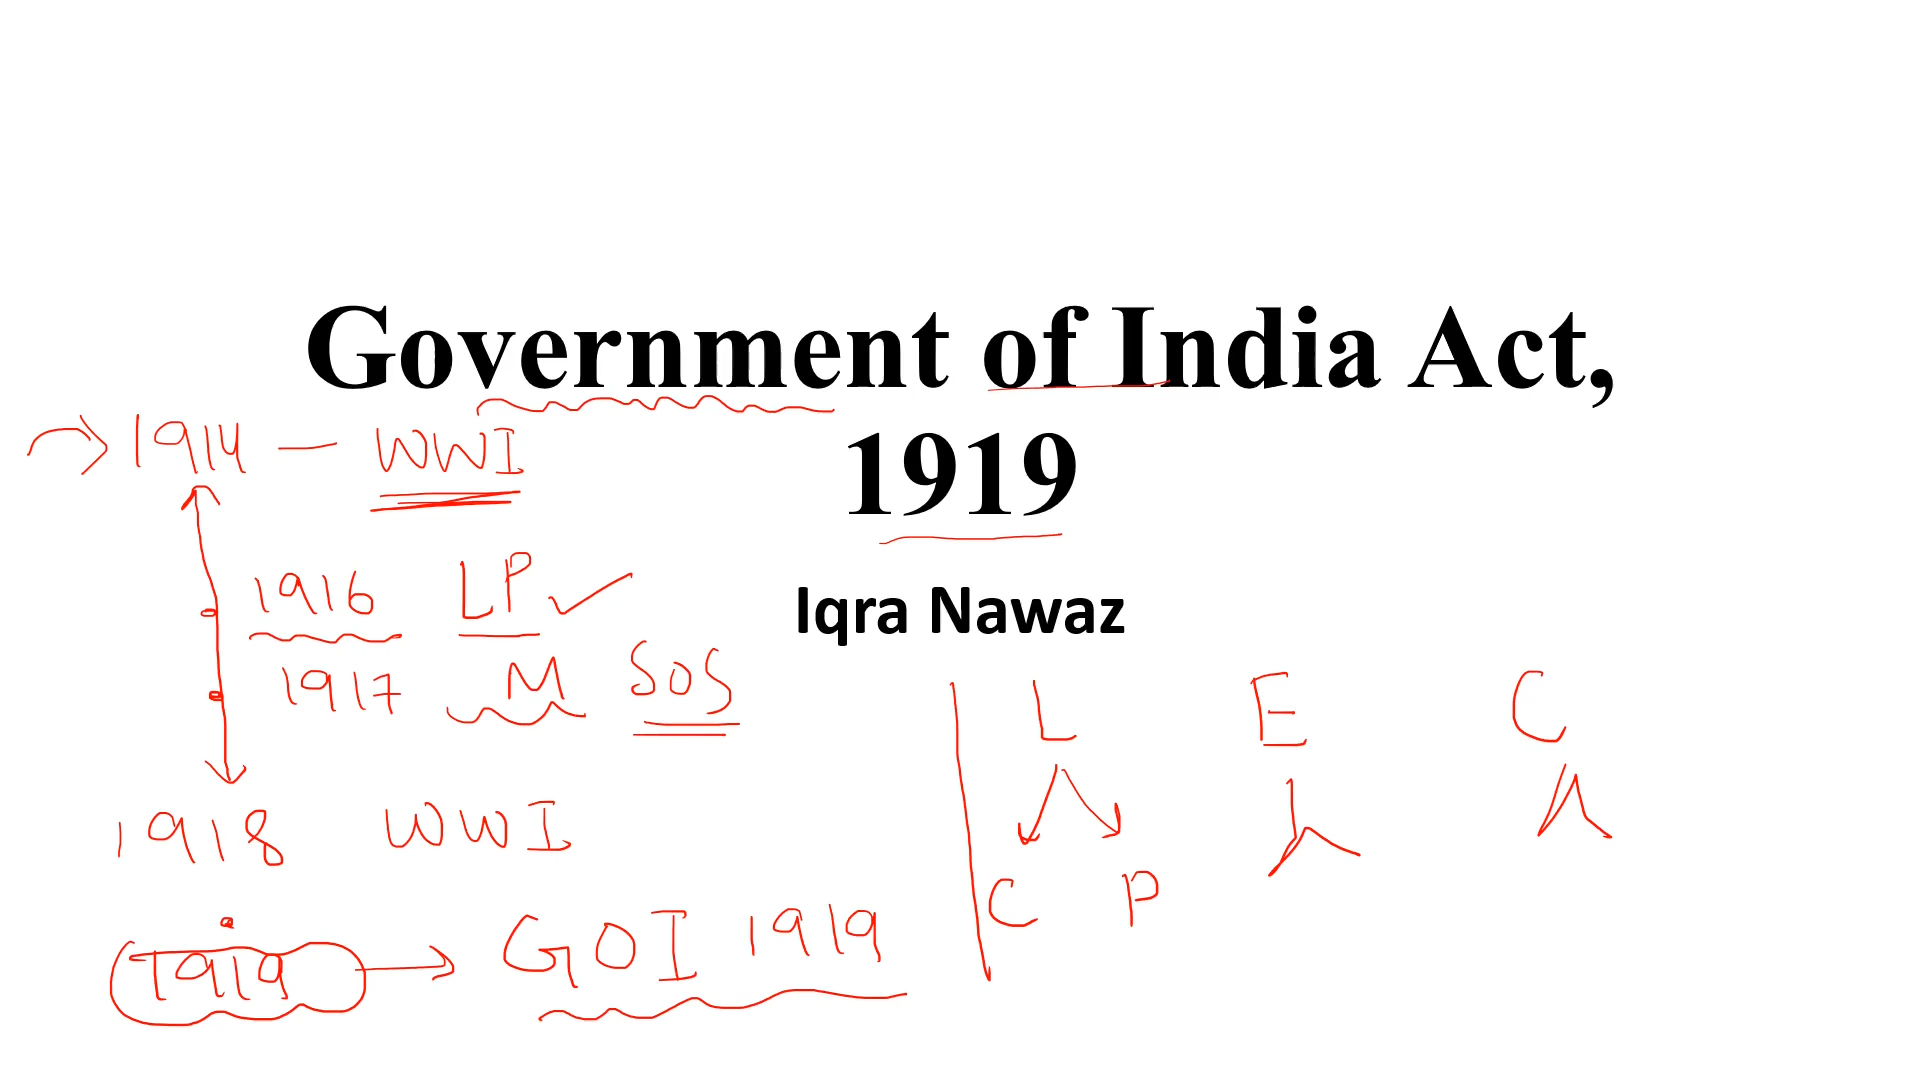 Government of India Act,
1919
Iqra Nawaz
1914 — WWI
1916 LP
1917 M SOS
1918 WWI
1919 → GOI 1919
L E C
C P